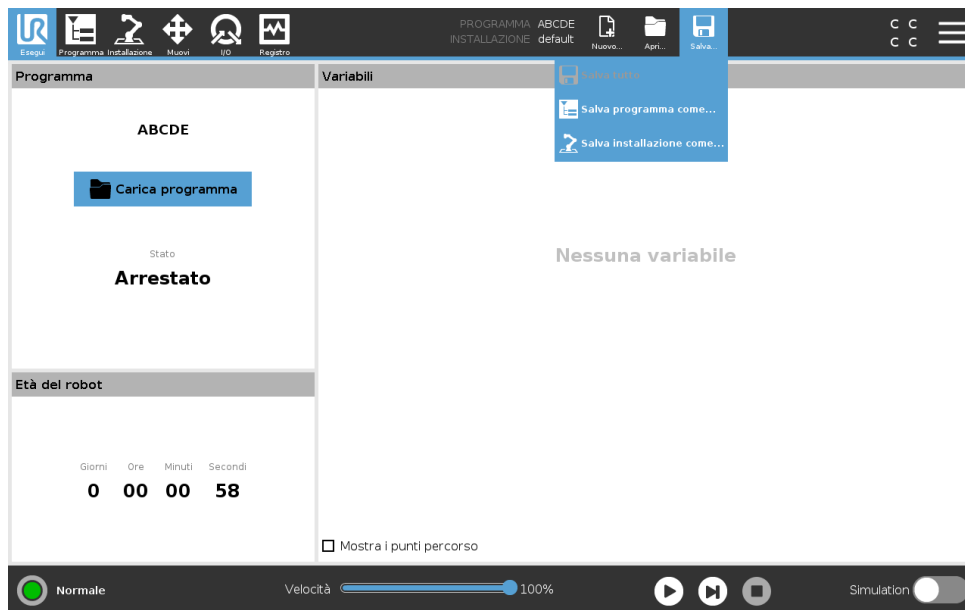 Esegui
Programma
Installazione
Muovi
I/O
Registro
PROGRAMMA ABCDE
INSTALLAZIONE default
Nuovo...
Apri...
Salva...
C C
C C
Programma
ABCDE
Carica programma
Stato
Arrestato
Variabili
Salva tutto
Salva programma come...
Salva installazione come...
Nessuna variabile
Età del robot
Giorni Ore Minuti Secondi
0 00 00 58
Mostra i punti percorso
Normale
Velocità 100%
Simulation